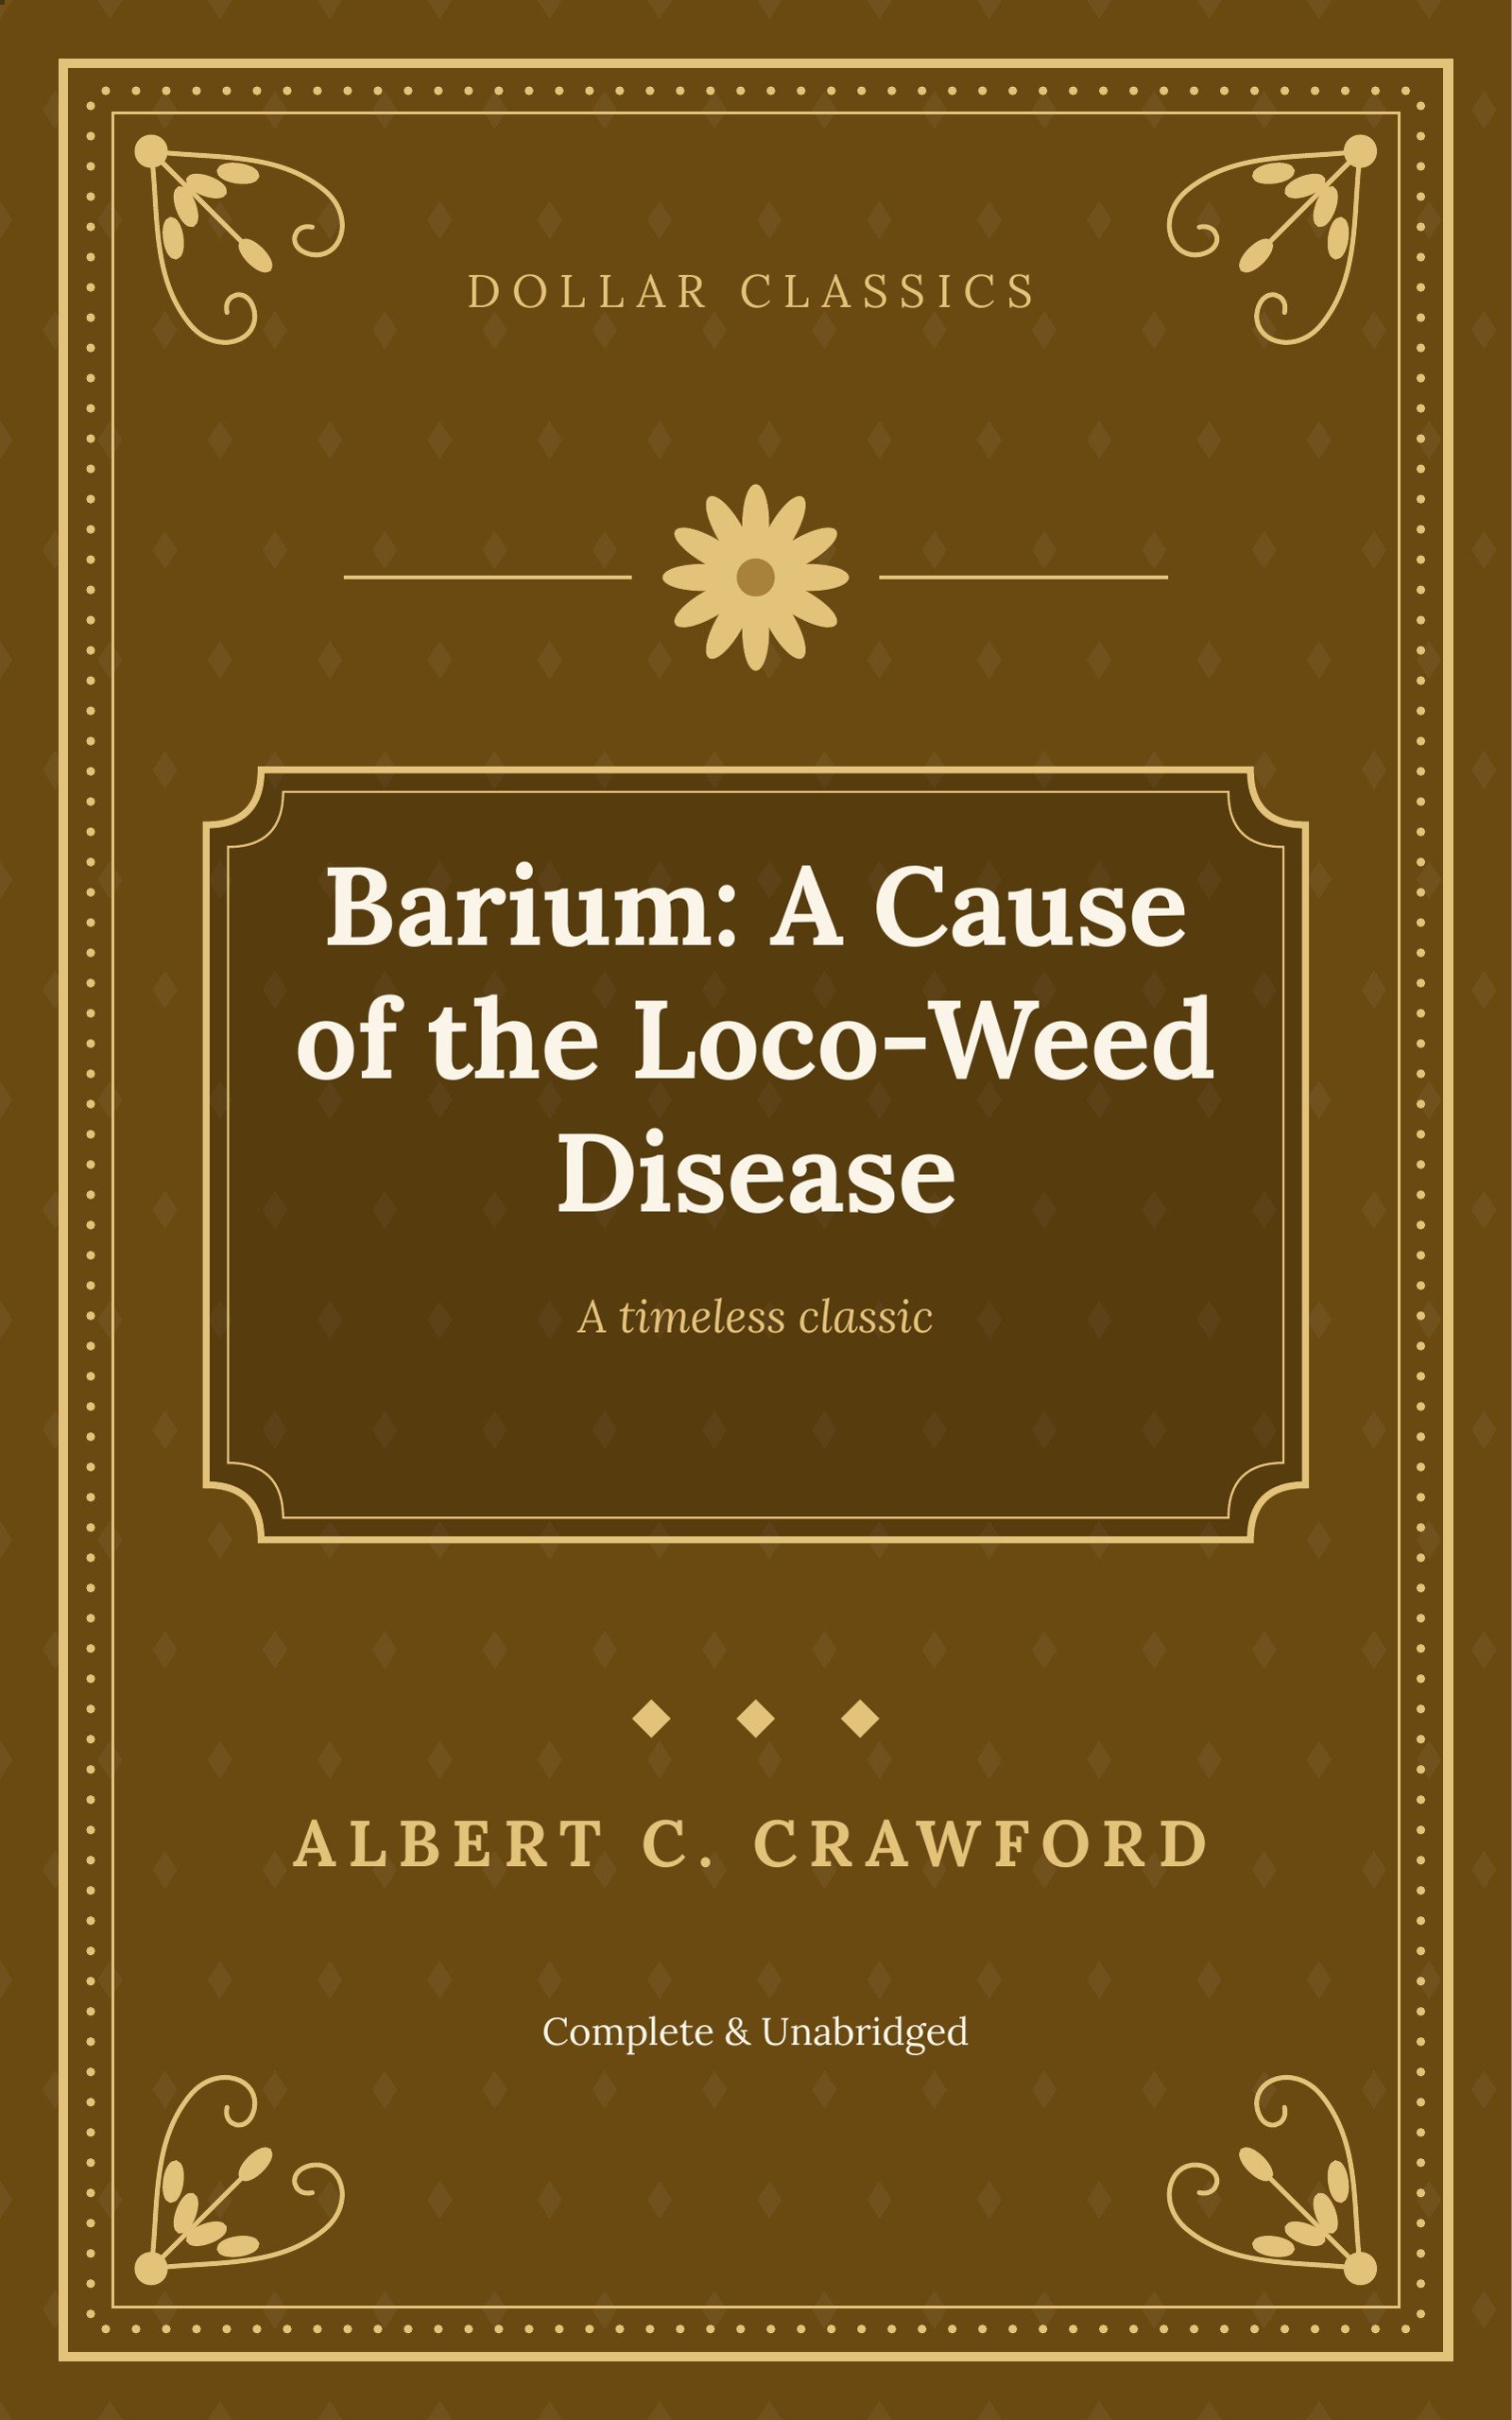 DOLLAR CLASSICS
Barium: A Cause
of the Loco-Weed
Disease
A timeless classic
ALBERT C. CRAWFORD
Complete & Unabridged